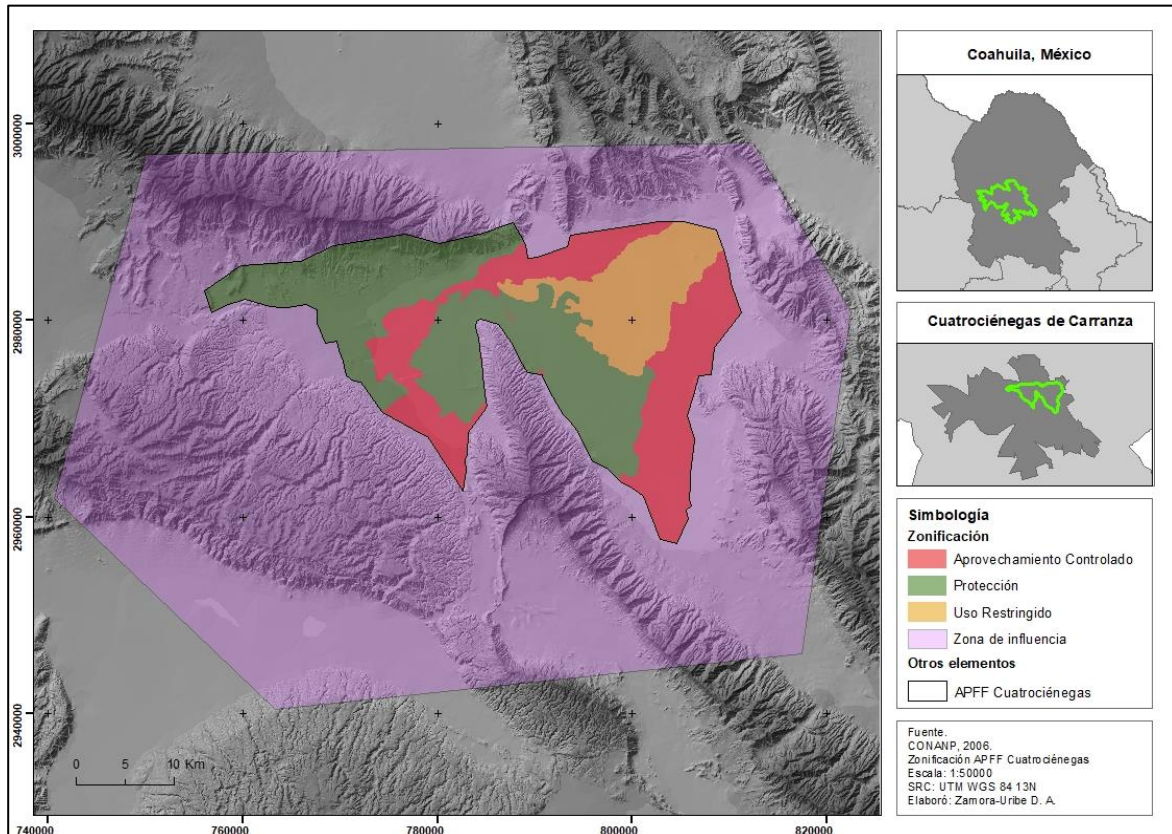 3000000
2980000
2960000
2940000
740000
760000
780000
800000
820000
0 5 10 Km
Coahuila, México
Cuatrociénegas de Carranza
Simbología
Zonificación
Aprovechamiento Controlado
Protección
Uso Restringido
Zona de influencia
Otros elementos
APFF Cuatrociénegas
Fuente.
CONANP, 2006.
Zonificación APFF Cuatrociénegas
Escala: 1:50000
SRC: UTM WGS 84 13N
Elaboró: Zamora-Uribe D. A.